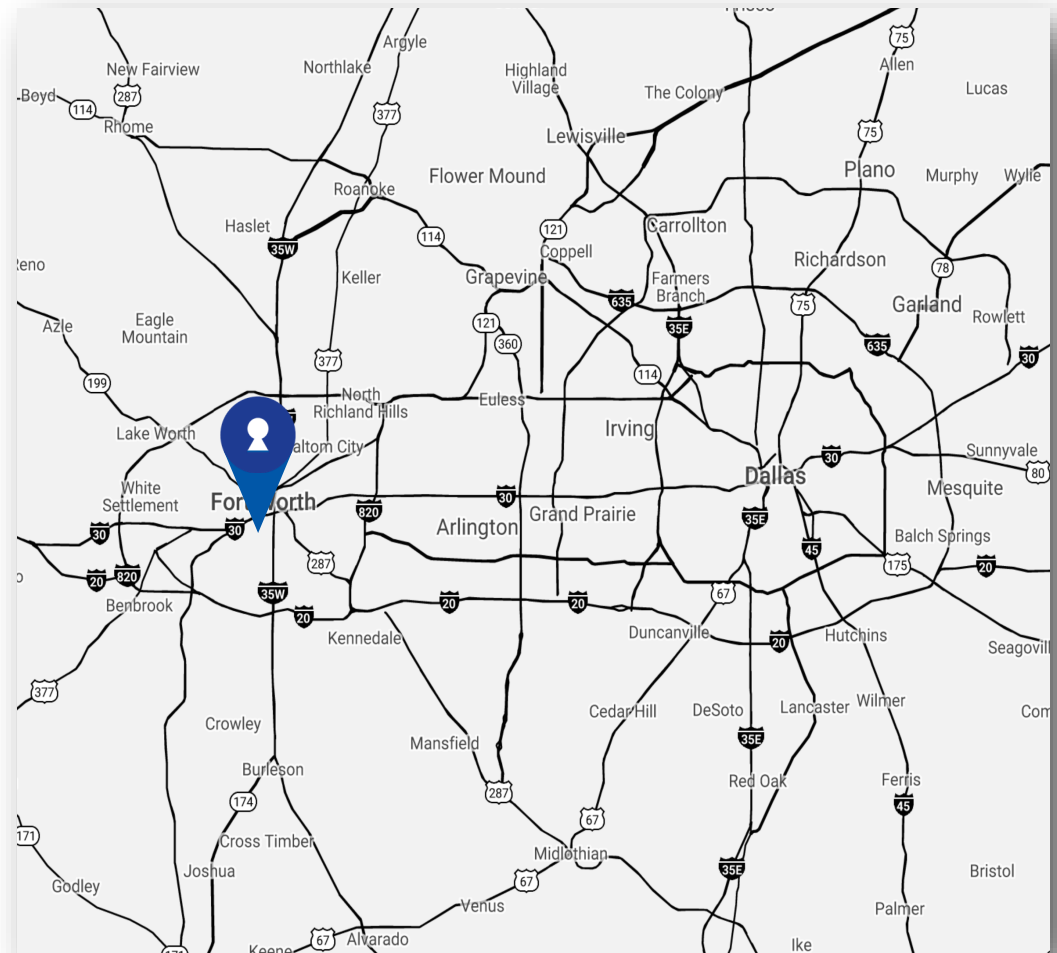 Argyle
75
New Fairview
Northlake
Highland
Village
Allen
Boyd
287
The Colony
Lucas
114
377
Rhome
75
Lewisville
Plano
Flower Mound
Murphy
Wylie
Roanoke
Haslet
Carrollton
121
114
35W
Coppell
Richardson
78
Grapevine
Keller
Farmers
Branch
635
75
Garland
Rowlett
Eagle
Mountain
Azle
121
35E
360
635
30
377
199
114
North
Richland Hills
Euless
Lake Worth
Irving
30
Sunnyvale
80
Dallas
White
Settlement
Mesquite
30
820
Grand Prairie
35E
Arlington
30
30
Balch Springs
45
287
175
20
20
820
35W
67
Benbrook
20
20
20
Kennedale
Duncanville
Hutchins
20
377
Crowley
Cedar Hill
DeSoto
Lancaster
Wilmer
Mansfield
35E
Burleson
Red Oak
Ferris
174
287
45
67
171
Cross Timber
Midlothian
Joshua
35E
Godley
67
Bristol
Venus
Palmer
67
Alvarado
Ike